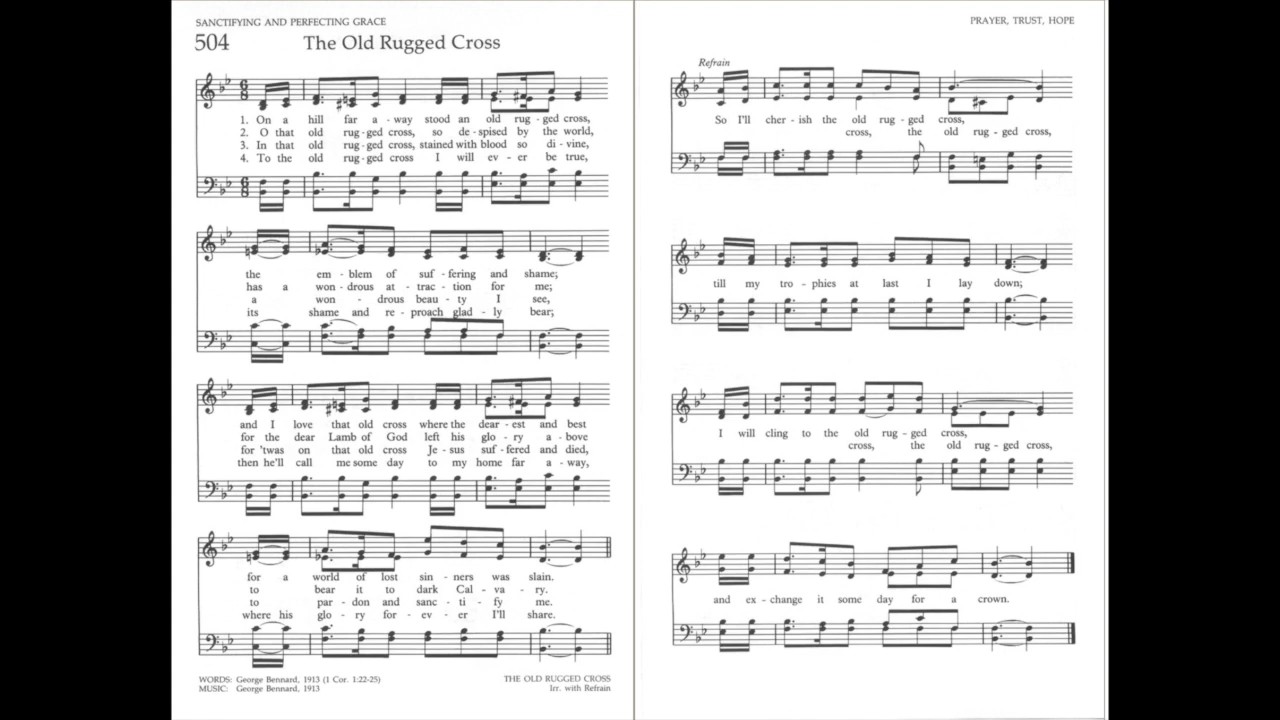 SANCTIFYING AND PERFECTING GRACE
504 The Old Rugged Cross
1. On a hill far a - way stood an old rug - ged cross,
2. O that old rug - ged cross, so de - spised by the world,
3. In that old rug - ged cross, stained with blood so di - vine,
4. To the old rug - ged cross I will ev - er be true,
the em - blem of suf - fering and shame;
has a won - drous at - trac - tion for me;
a won - drous beau - ty I see,
its shame and re - proach glad - ly bear;
and I love that old cross where the dear - est and best
for the dear Lamb of God left his glo - ry a - bove
for 'twas on that old cross Je - sus suf - fered and died,
then he'll call me some day to my home far a - way,
for a world of lost sin - ners was slain.
to bear it to dark Cal - va - ry.
to par - don and sanc - ti - fy me.
where his glo - ry for - ev - er I'll share.
WORDS: George Bennard, 1913 (1 Cor. 1:22-25)
MUSIC: George Bennard, 1913
THE OLD RUGGED CROSS
Irr. with Refrain
PRAYER, TRUST, HOPE
Refrain
So I'll cher - ish the old rug - ged cross,
cross, the old rug - ged cross,
till my tro - phies at last I lay down;
I will cling to the old rug - ged cross,
cross, the old rug - ged cross,
and ex - change it some day for a crown.